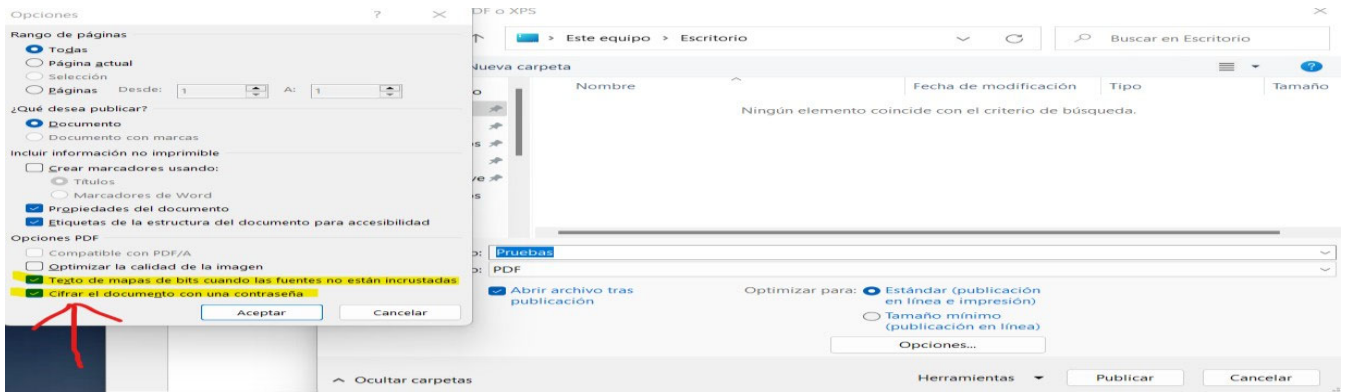 Opciones ?
Rango de páginas
Todas
Página actual
Selección
Páginas Desde: 1 A: 1
¿Qué desea publicar?
Documento
Documento con marcas
Incluir información no imprimible
Crear marcadores usando:
Títulos
Marcadores de Word
Propiedades del documento
Etiquetas de la estructura del documento para accesibilidad
Opciones PDF
Compatible con PDF/A
Optimizar la calidad de la imagen
Texto de mapas de bits cuando las fuentes no están incrustadas
Cifrar el documento con una contraseña
Aceptar Cancelar
PDF o XPS
> Este equipo > Escritorio
Buscar en Escritorio
Nueva carpeta
?
Nombre Fecha de modificación Tipo Tamaño
Ningún elemento coincide con el criterio de búsqueda.
Pruebas
PDF
Abrir archivo tras
publicación
Optimizar para:
Estándar (publicación
en línea e impresión)
Tamaño mínimo
(publicación en línea)
Opciones...
Ocultar carpetas
Herramientas Publicar Cancelar